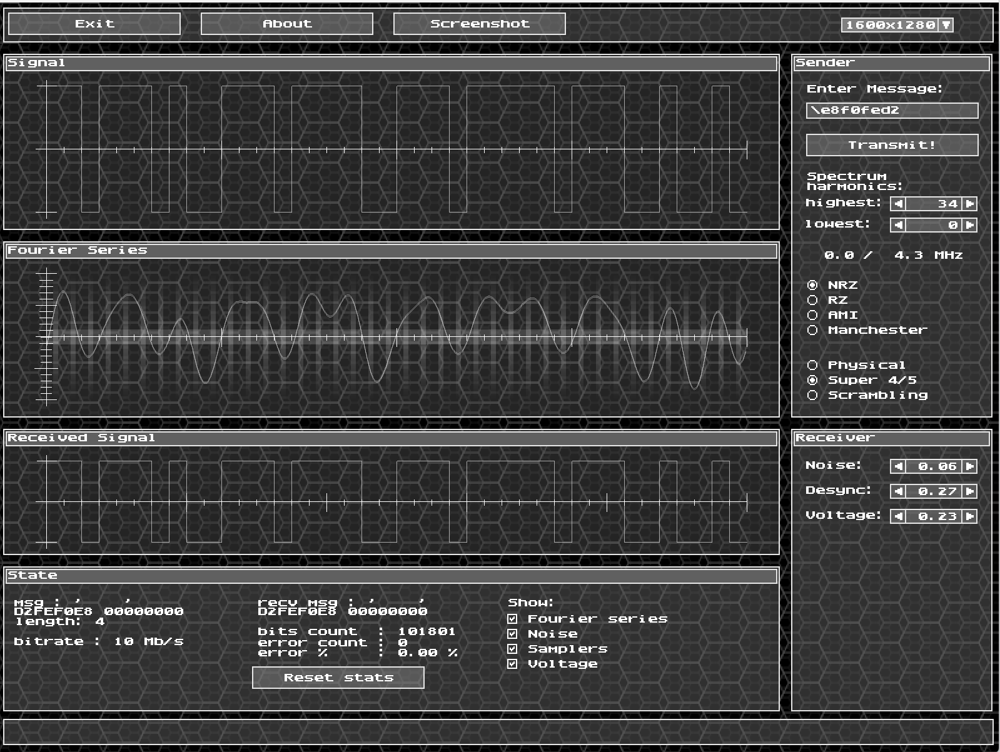 Exit About Screenshot 1600x1280
Signal
Sender
Enter Message:
\e8f0fed2
Transmit!
Spectrum
harmonics:
highest: 34
lowest: 0
0.0 / 4.3 MHz
NRZ
RZ
AMI
Manchester
Physical
Super 4/5
Scrambling
Fourier Series
Received Signal
Receiver
Noise: 0.06
Desync: 0.27
Voltage: 0.23
State
msg : ' '
D2FEF0E8 00000000
length: 4
bitrate : 10 Mb/s
recv msg : ' '
D2FEF0E8 00000000
bits count : 101801
error count : 0
error % : 0.00 %
Reset stats
Show:
Fourier series
Noise
Samplers
Voltage